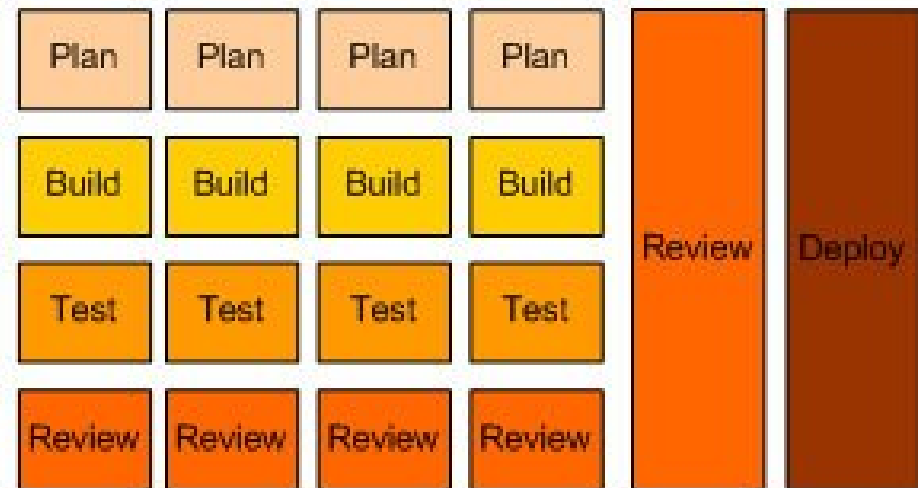 Plan Plan Plan Plan
Build Build Build Build
Review Deploy
Test Test Test Test
Review Review Review Review